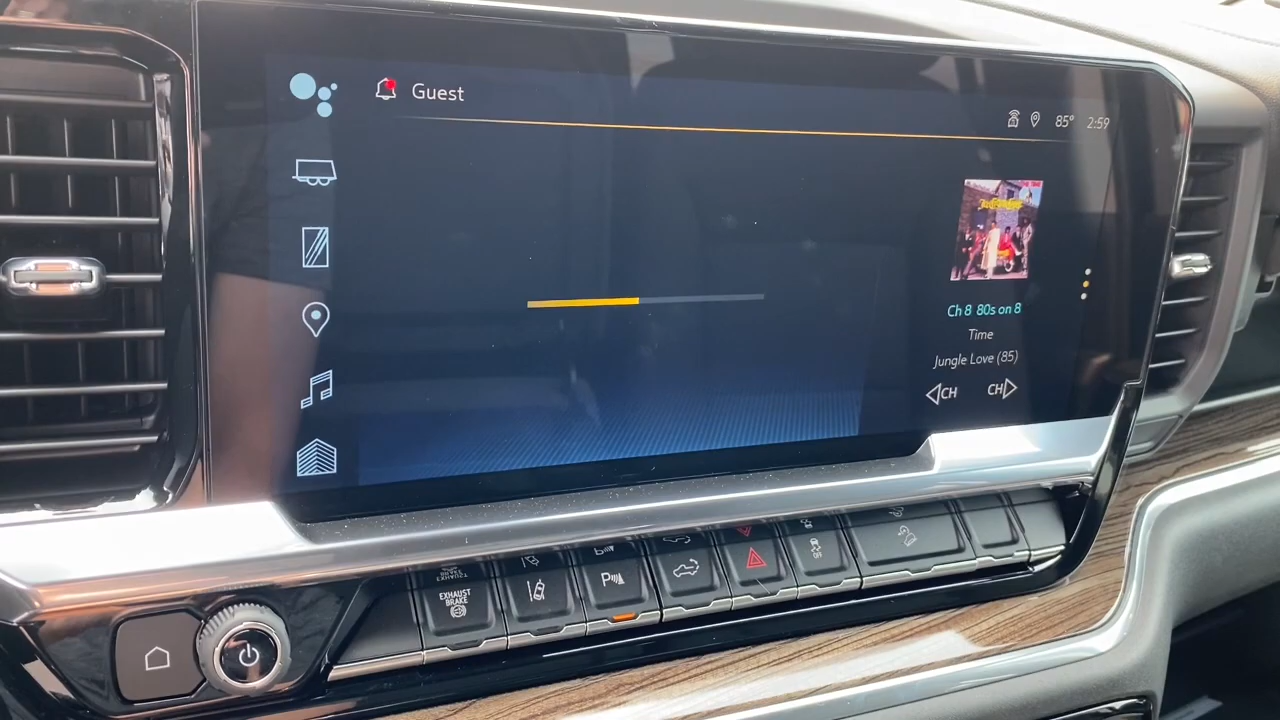 Guest
85° 2:59
Ch 8 80s on 8
Time
Jungle Love (85)
CH CH
EXHAUST
BRAKE
P